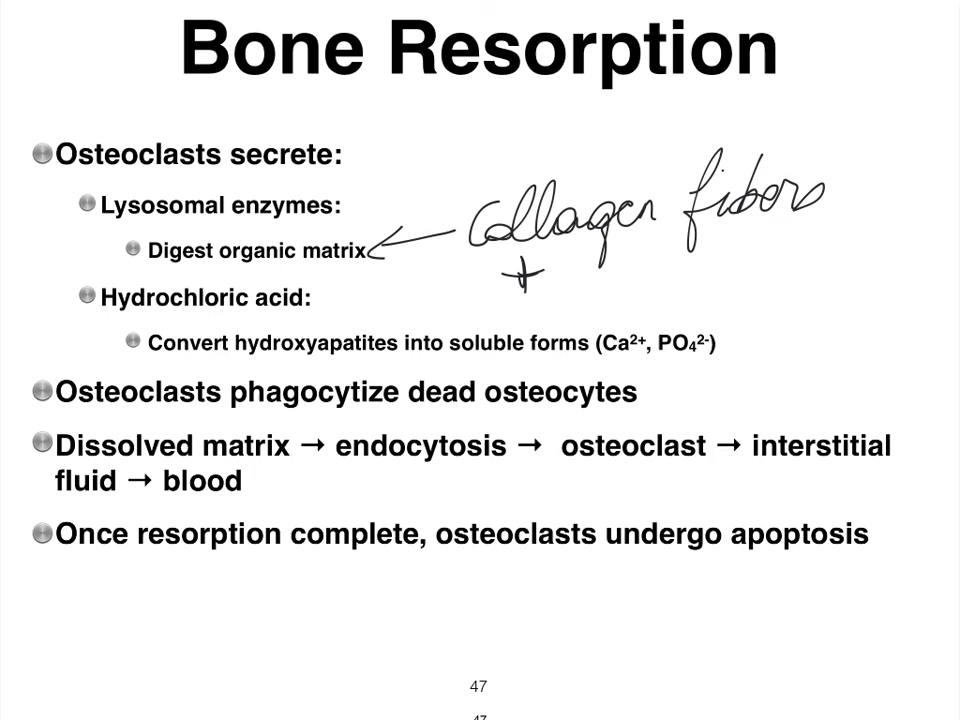 Bone Resorption
Osteoclasts secrete:
Lysosomal enzymes:
collagen fibers
Digest organic matrix
+
Hydrochloric acid:
Convert hydroxyapatites into soluble forms (Ca²⁺, PO₄²⁻)
Osteoclasts phagocytize dead osteocytes
Dissolved matrix → endocytosis → osteoclast → interstitial
fluid → blood
Once resorption complete, osteoclasts undergo apoptosis
47
47